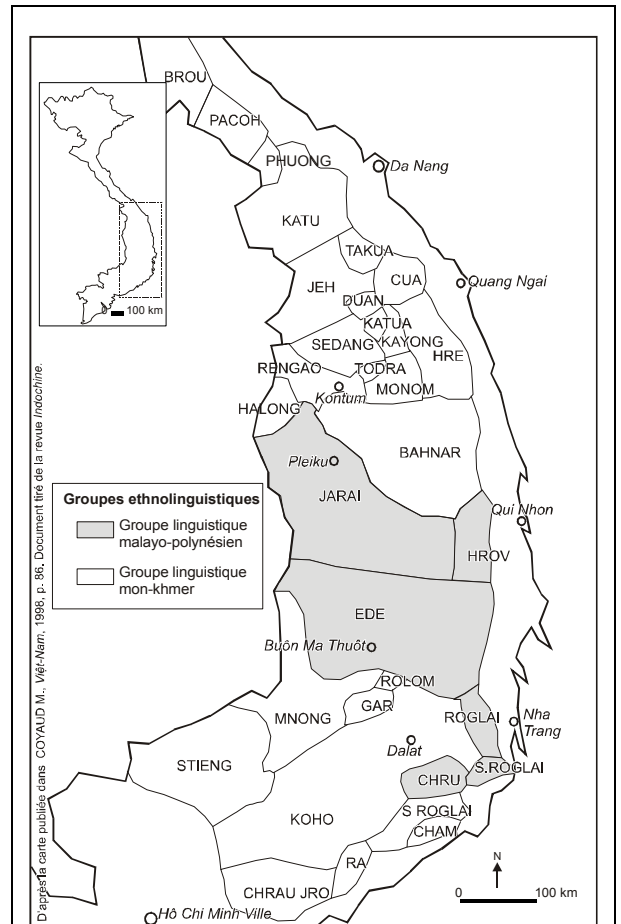 BROU
PACOH
PHUONG
Da Nang
KATU
TAKUA
CUA
Quang Ngai
JEH
DUAN
KATUA
KAYONG
SEDANG
HRE
RENGAO
TODRA
MONOM
Kontum
HALONG
BAHNAR
Pleiku
JARAI
Qui Nhon
HROV
EDE
Buôn Ma Thuôt
ROLOM
GAR
MNONG
ROGLAI
Nha
Trang
Dalat
STIENG
S.ROGLAI
CHRU
S ROGLAI
KOHO
CHAM
RA
CHRAU JRO
Hô Chi Minh Ville
0 100 km
Groupes ethnolinguistiques
Groupe linguistique
malayo-polynésien
Groupe linguistique
mon-khmer
N
0 100 km
D'après la carte publiée dans COYAUD M., Việt-Nam, 1998, p. 86. Document tiré de la revue Indochine.